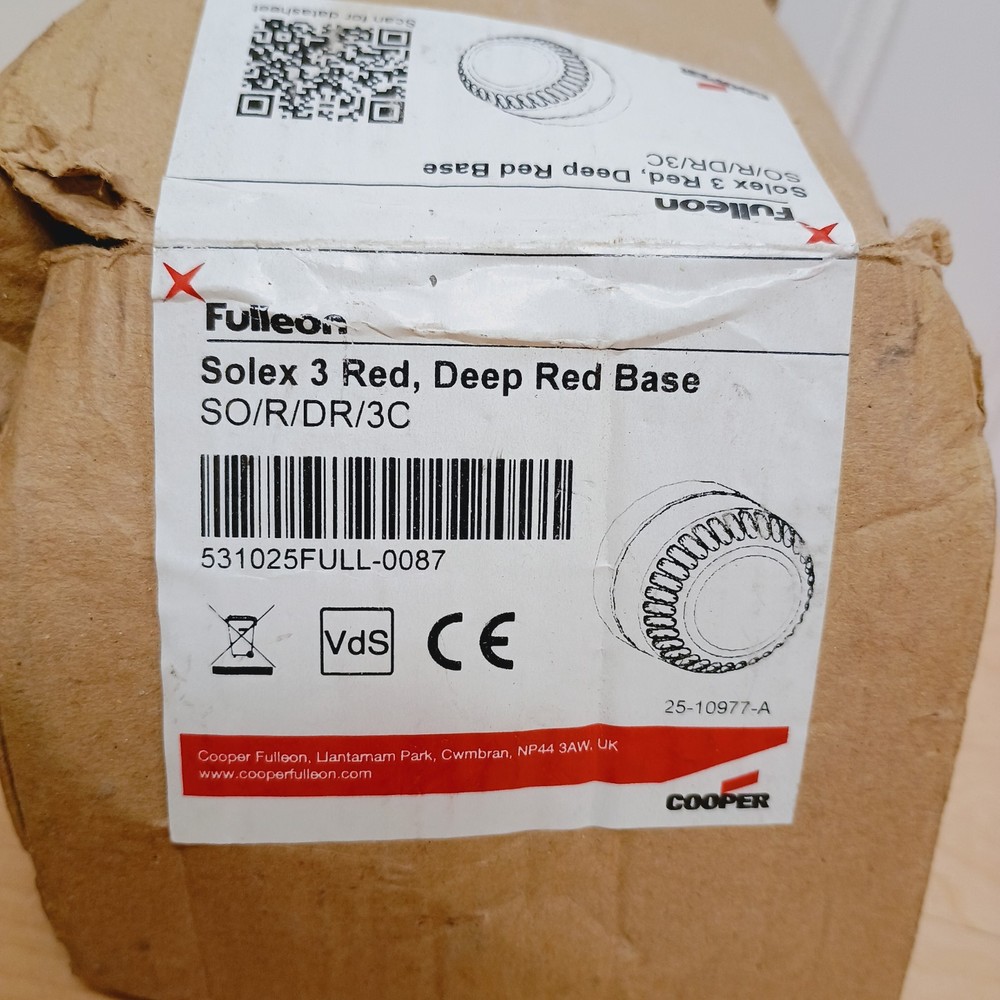 Scan for datasheet
COOPER
Solex 3 Red, Deep Red Base
SO/R/DR/3C
Fulleon
Fulleon
Solex 3 Red, Deep Red Base
SO/R/DR/3C
531025FULL-0087
VdS
CE
25-10977-A
Cooper Fulleon, Llantarnam Park, Cwmbran, NP44 3AW, UK
www.cooperfulleon.com
COOPER